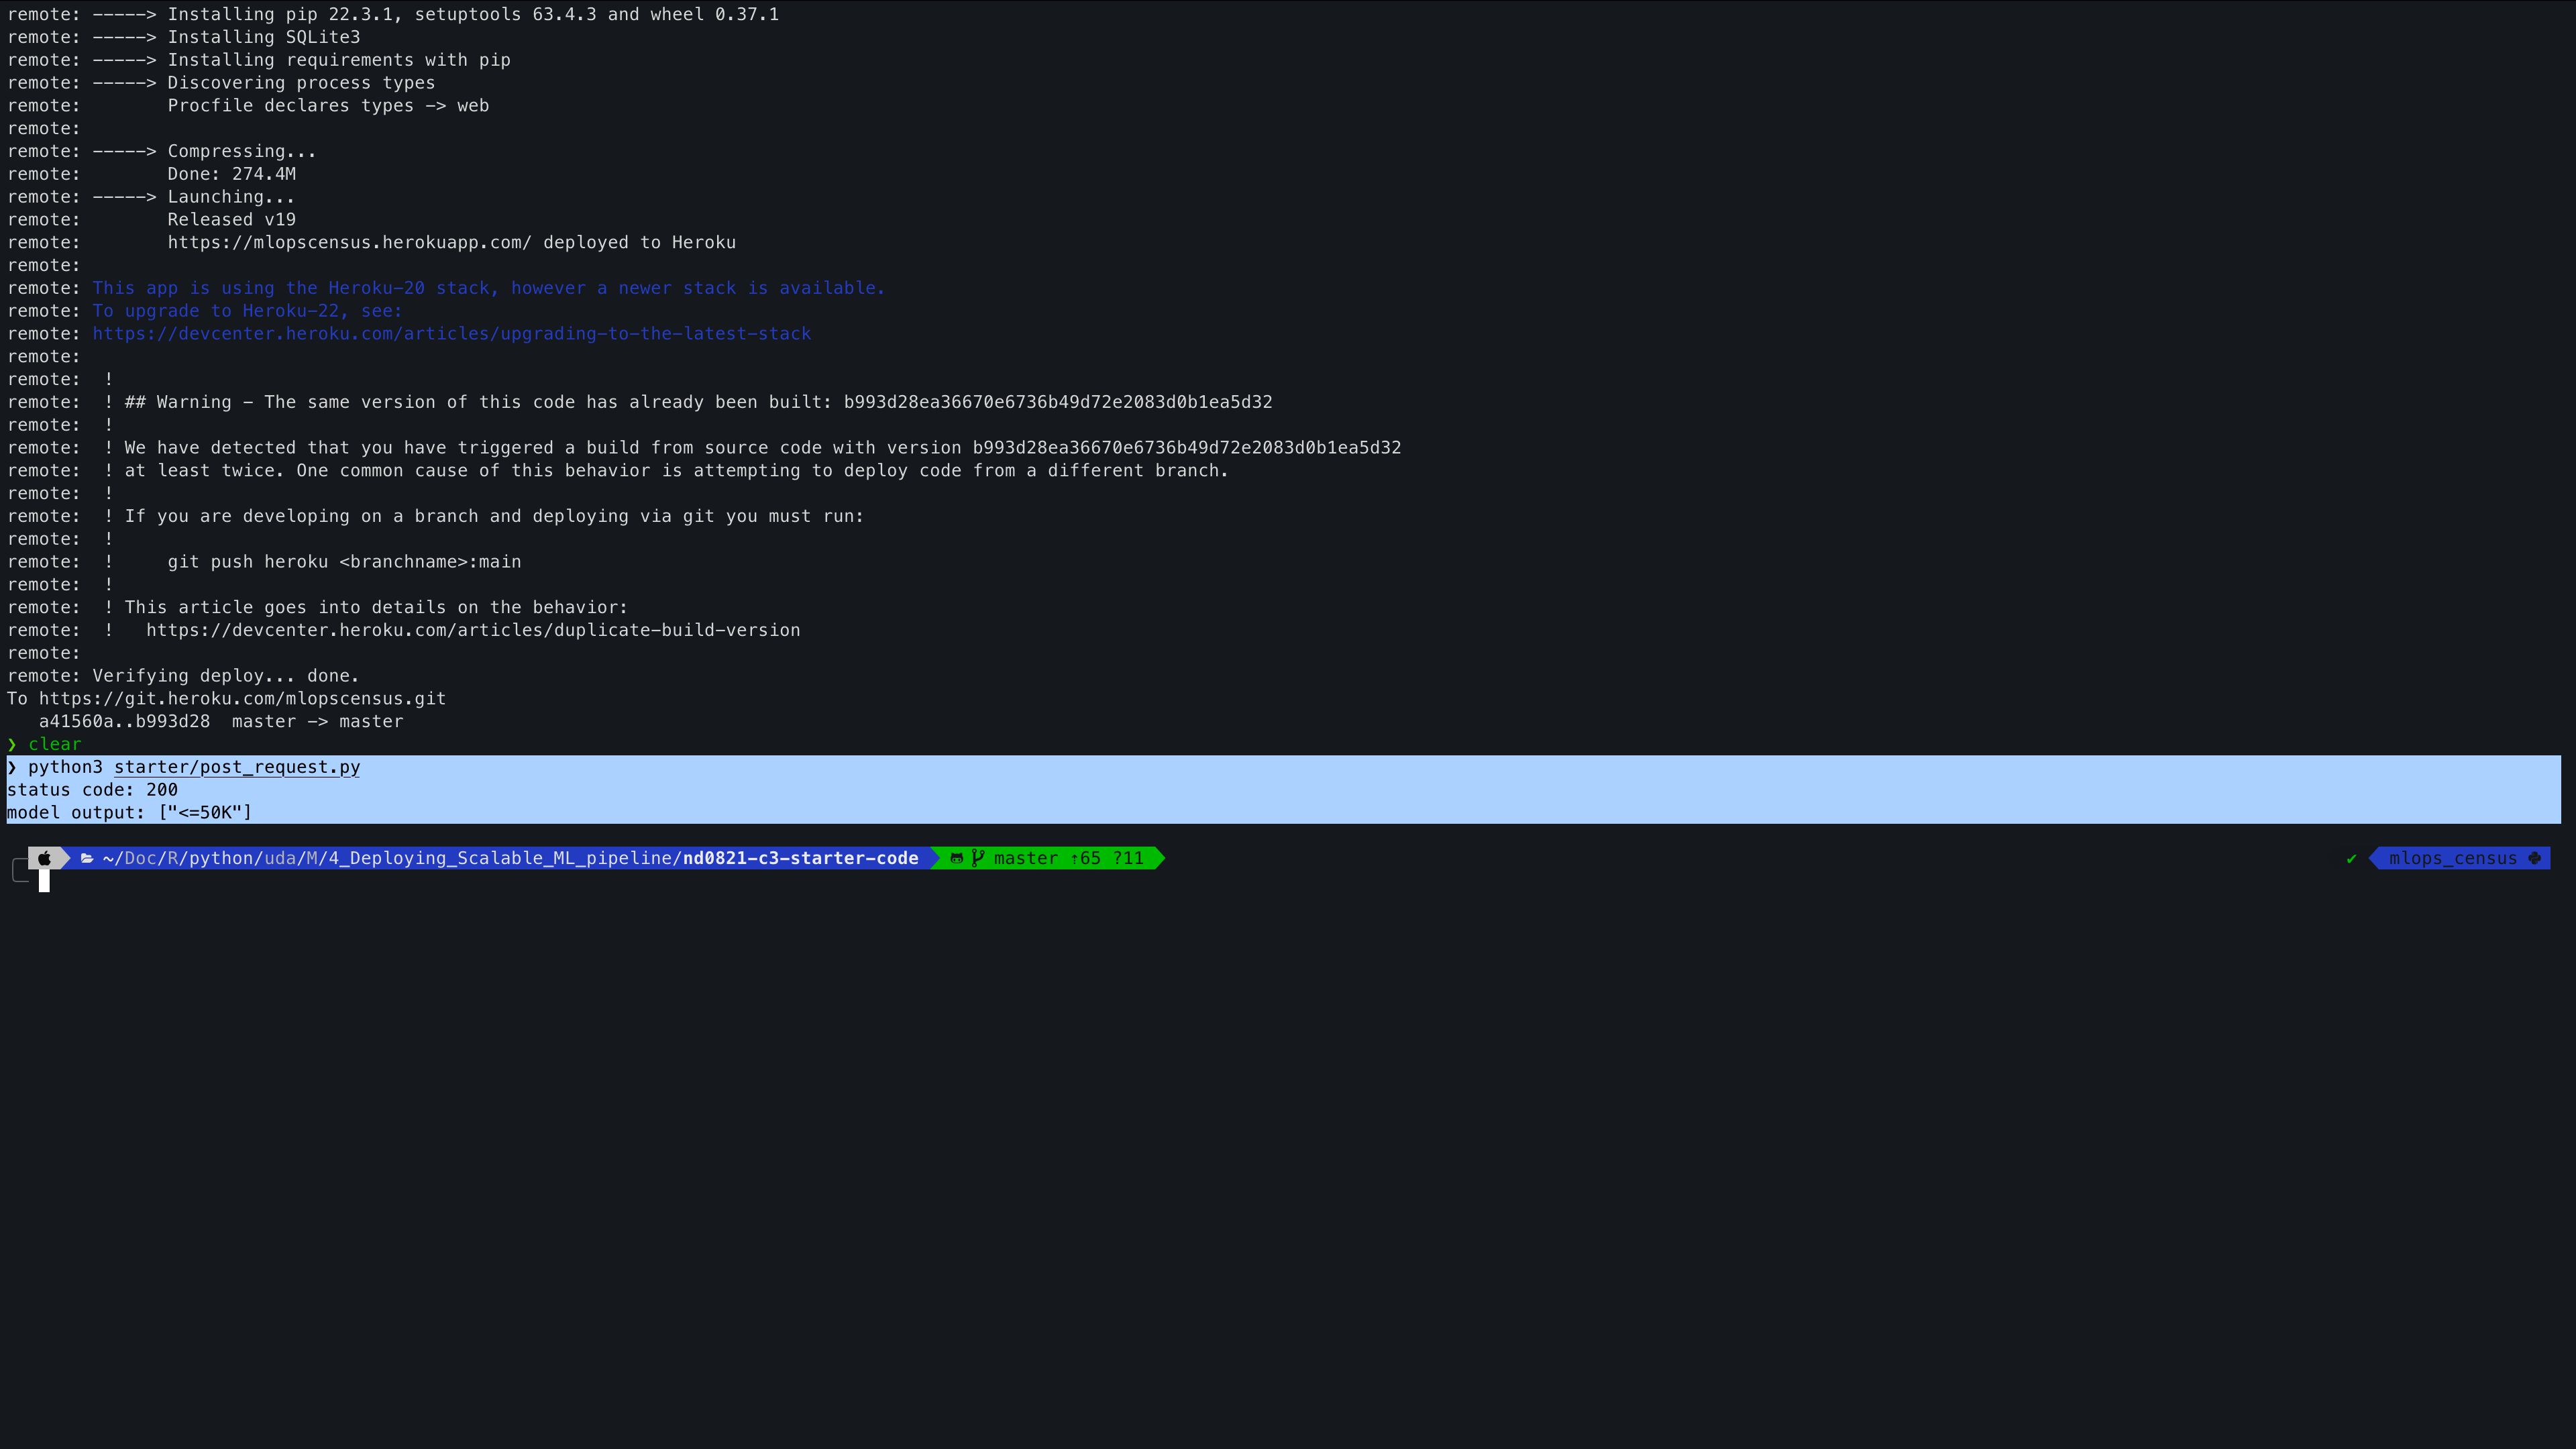 remote: -----> Installing pip 22.3.1, setuptools 63.4.3 and wheel 0.37.1
remote: -----> Installing SQLite3
remote: -----> Installing requirements with pip
remote: -----> Discovering process types
remote:        Procfile declares types -> web
remote:
remote: -----> Compressing...
remote:        Done: 274.4M
remote: -----> Launching...
remote:        Released v19
remote:        https://mlopscensus.herokuapp.com/ deployed to Heroku
remote:
remote: This app is using the Heroku-20 stack, however a newer stack is available.
remote: To upgrade to Heroku-22, see:
remote: https://devcenter.heroku.com/articles/upgrading-to-the-latest-stack
remote:
remote:  !
remote:  ! ## Warning - The same version of this code has already been built: b993d28ea36670e6736b49d72e2083d0b1ea5d32
remote:  !
remote:  ! We have detected that you have triggered a build from source code with version b993d28ea36670e6736b49d72e2083d0b1ea5d32
remote:  ! at least twice. One common cause of this behavior is attempting to deploy code from a different branch.
remote:  !
remote:  ! If you are developing on a branch and deploying via git you must run:
remote:  !
remote:  !     git push heroku <branchname>:main
remote:  !
remote:  ! This article goes into details on the behavior:
remote:  !   https://devcenter.heroku.com/articles/duplicate-build-version
remote:
remote: Verifying deploy... done.
To https://git.heroku.com/mlopscensus.git
   a41560a..b993d28  master -> master
❯ clear
❯ python3 starter/post_request.py
status code: 200
model output: ["<=50K"]
~/Doc/R/python/uda/M/4_Deploying_Scalable_ML_pipeline/nd0821-c3-starter-code master ⇡65 ?11 ✔ mlops_census